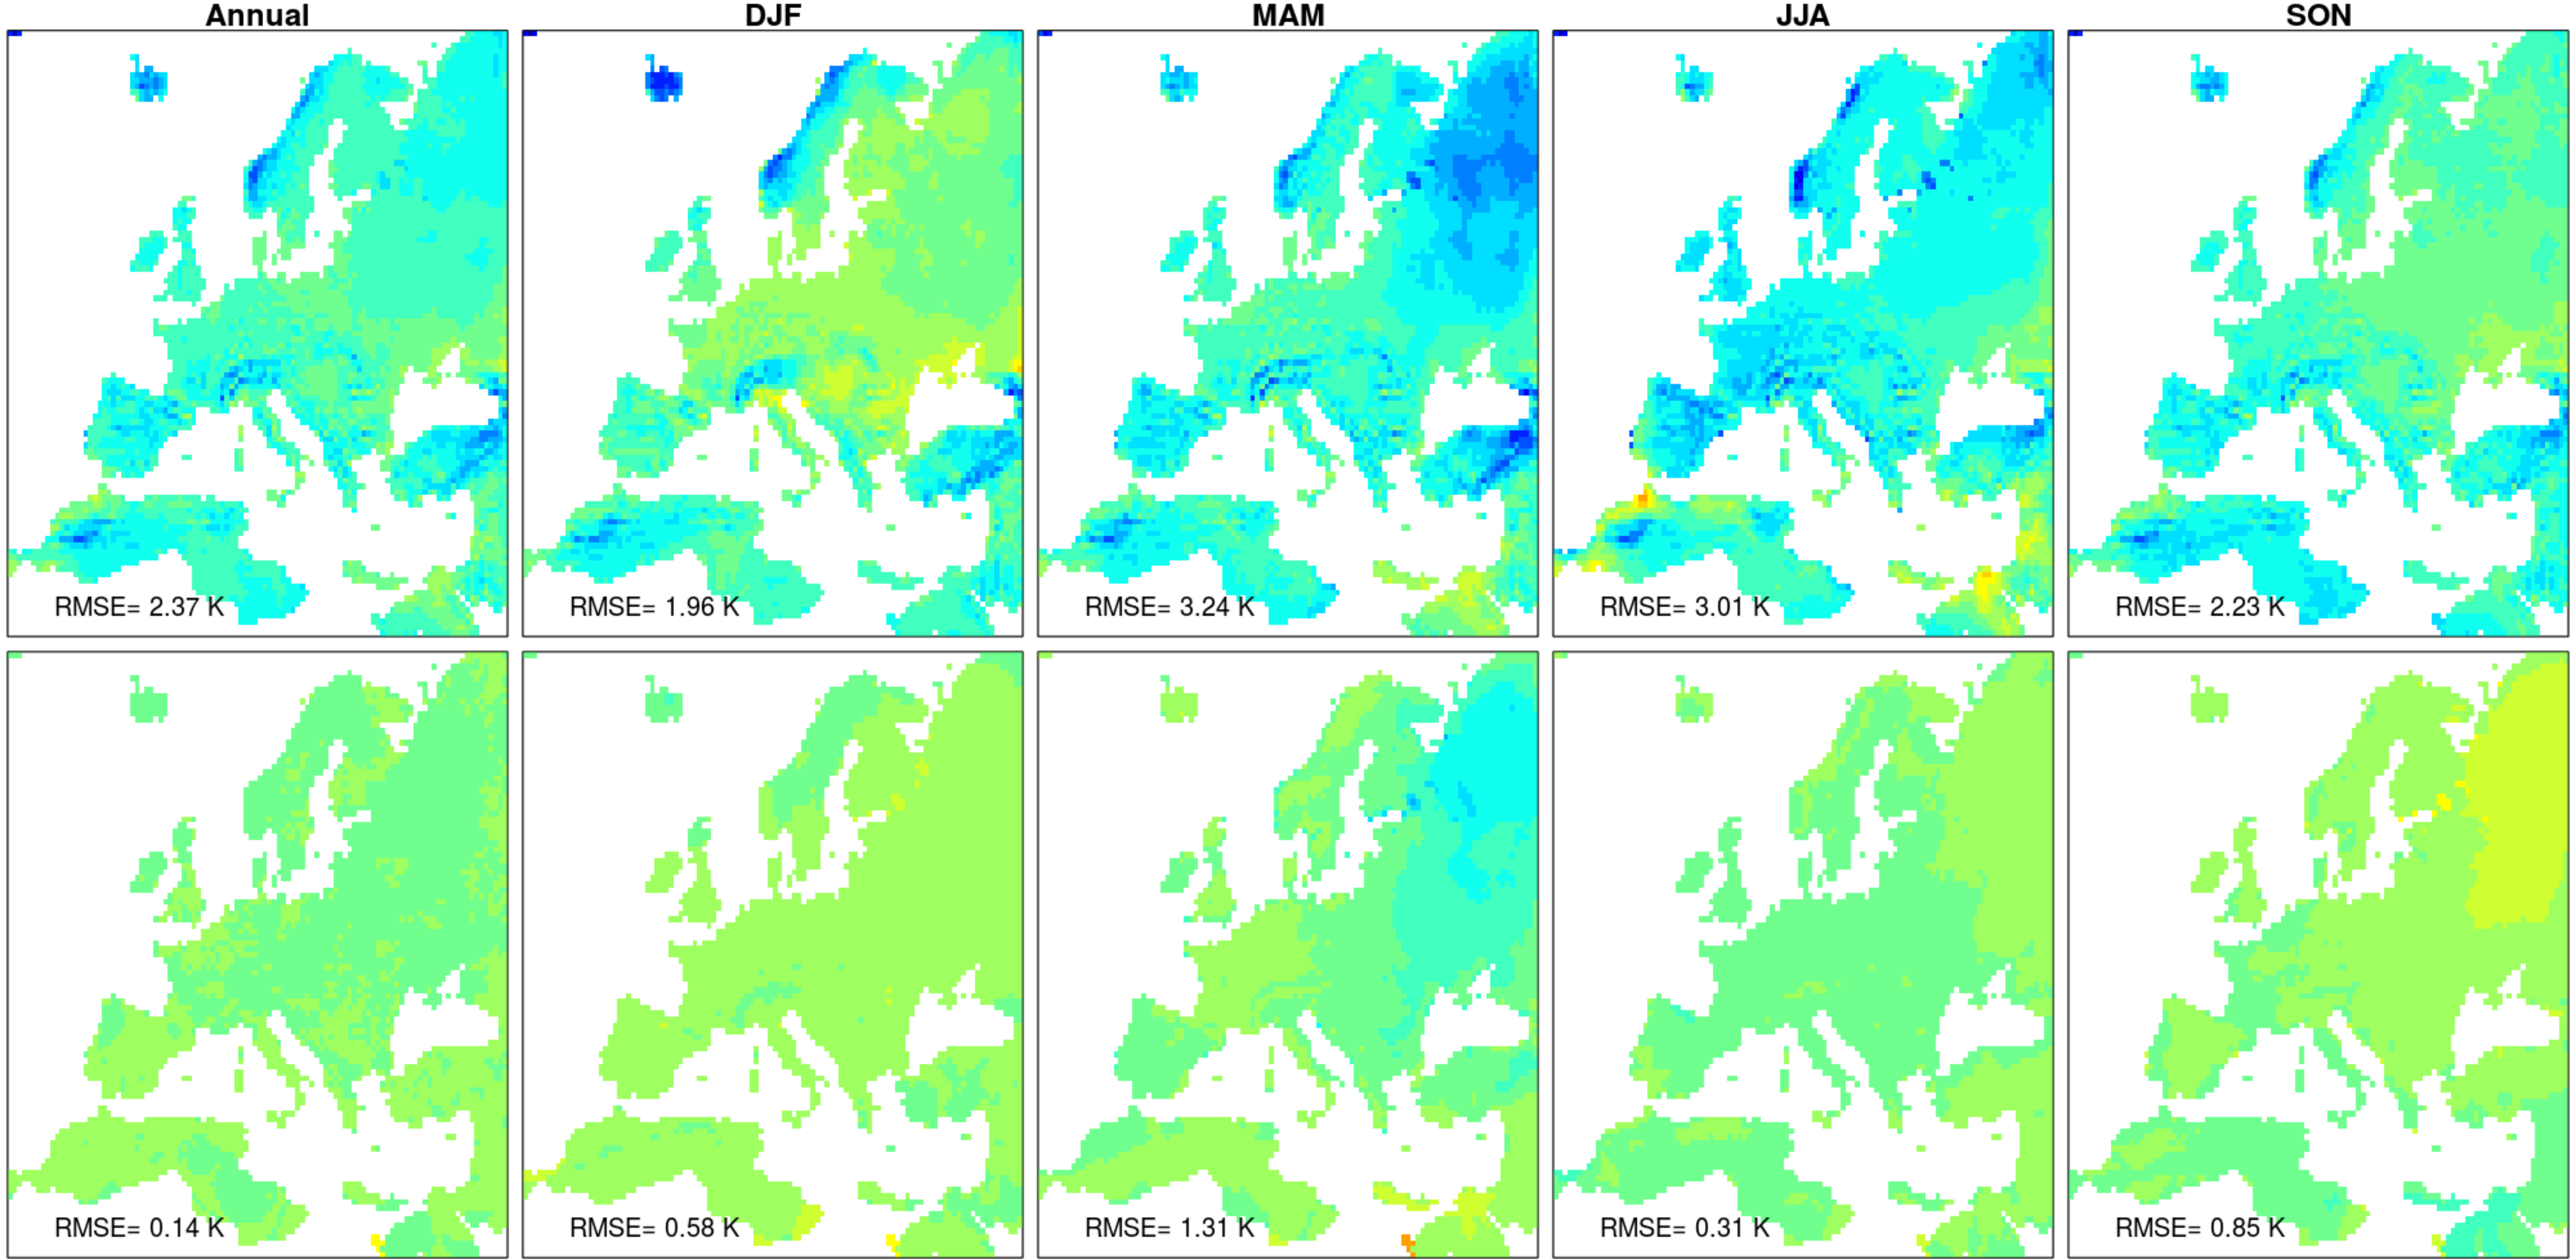 Annual DJF MAM JJA SON
RMSE= 2.37 K RMSE= 1.96 K RMSE= 3.24 K RMSE= 3.01 K RMSE= 2.23 K
RMSE= 0.14 K RMSE= 0.58 K RMSE= 1.31 K RMSE= 0.31 K RMSE= 0.85 K